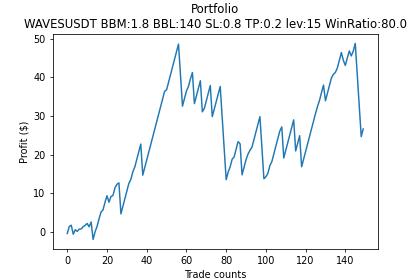 Portfolio
WAVESUSDT BBM:1.8 BBL:140 SL:0.8 TP:0.2 lev:15 WinRatio:80.0
Profit ($)
50
40
30
20
10
0
0 20 40 60 80 100 120 140
Trade counts